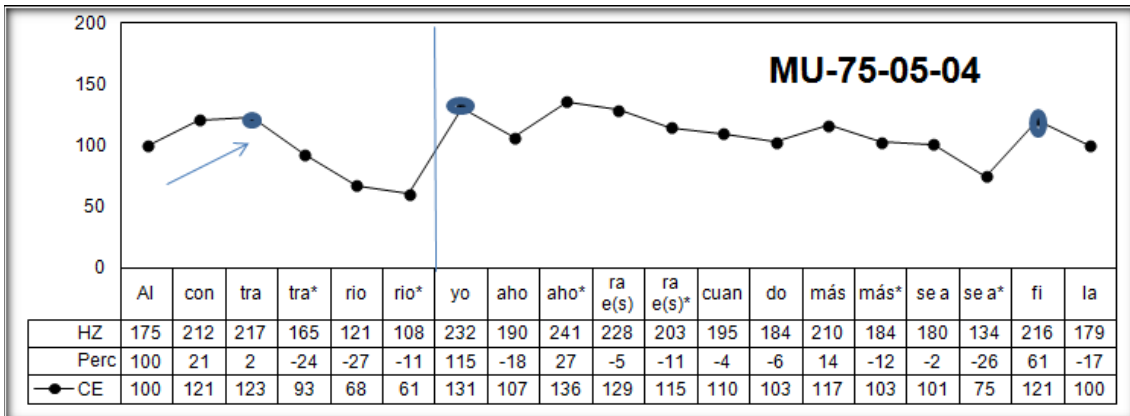 200
MU-75-05-04
150
100
50
0
Al con tra tra* rio rio* yo aho aho* ra e(s) ra e(s)* cuan do más más* se a se a* fi la
HZ 175 212 217 165 121 108 232 190 241 228 203 195 184 210 184 180 134 216 179
Perc 100 21 2 -24 -27 -11 115 -18 27 -5 -11 -4 -6 14 -12 -2 -26 61 -17
CE 100 121 123 93 68 61 131 107 136 129 115 110 103 117 103 101 75 121 100